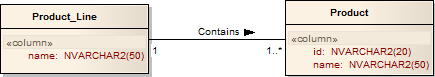 Product_Line
«column»
name: NVARCHAR2(50)
Contains
1
1..*
Product
«column»
id: NVARCHAR2(20)
name: NVARCHAR2(50)